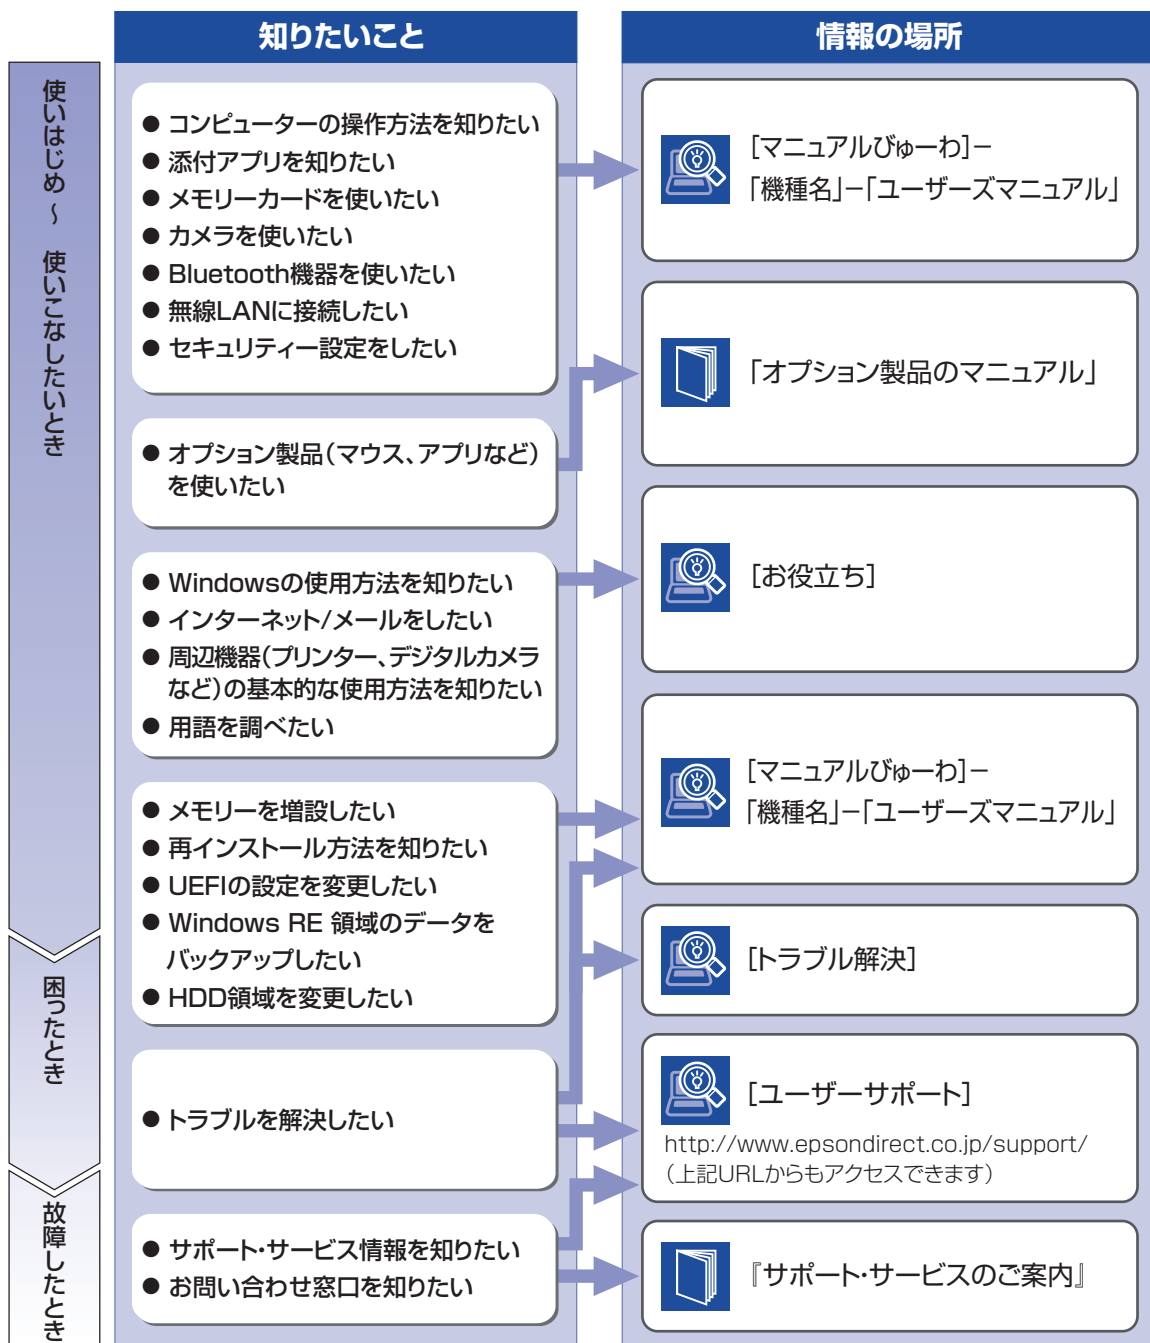 知りたいこと
情報の場所
使いはじめ ～ 使いこなしたいとき
● コンピューターの操作方法を知りたい
● 添付アプリを知りたい
● メモリーカードを使いたい
● カメラを使いたい
● Bluetooth機器を使いたい
● 無線LANに接続したい
● セキュリティー設定をしたい
[マニュアルびゅーわ]－
「機種名」－「ユーザーズマニュアル」
● オプション製品（マウス、アプリなど）
を使いたい
「オプション製品のマニュアル」
● Windowsの使用方法を知りたい
● インターネット/メールをしたい
● 周辺機器（プリンター、デジタルカメラ
など）の基本的な使用方法を知りたい
● 用語を調べたい
[お役立ち]
● メモリーを増設したい
● 再インストール方法を知りたい
● UEFIの設定を変更したい
● Windows RE 領域のデータを
バックアップしたい
● HDD領域を変更したい
[マニュアルびゅーわ]－
「機種名」－「ユーザーズマニュアル」
困ったとき
● トラブルを解決したい
[トラブル解決]
[ユーザーサポート]
http://www.epsondirect.co.jp/support/
（上記URLからもアクセスできます）
故障したとき
● サポート・サービス情報を知りたい
● お問い合わせ窓口を知りたい
『サポート・サービスのご案内』